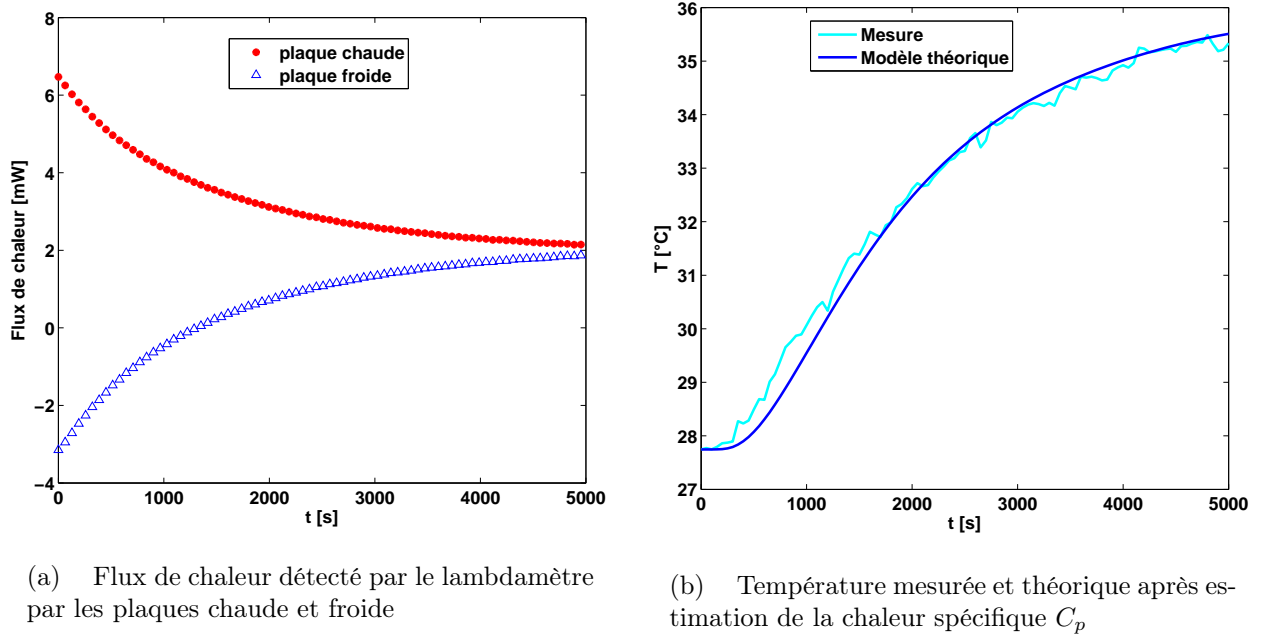 8
6
4
2
0
−2
−4
0
1000
2000
3000
4000
5000
Flux de chaleur [mW]
t [s]
plaque chaude
plaque froide
36
35
34
33
32
31
30
29
28
27
0
1000
2000
3000
4000
5000
T [°C]
t [s]
Mesure
Modèle théorique
(a) Flux de chaleur détecté par le lambdamètre
par les plaques chaude et froide
(b) Température mesurée et théorique après es-
timation de la chaleur spécifique Cp